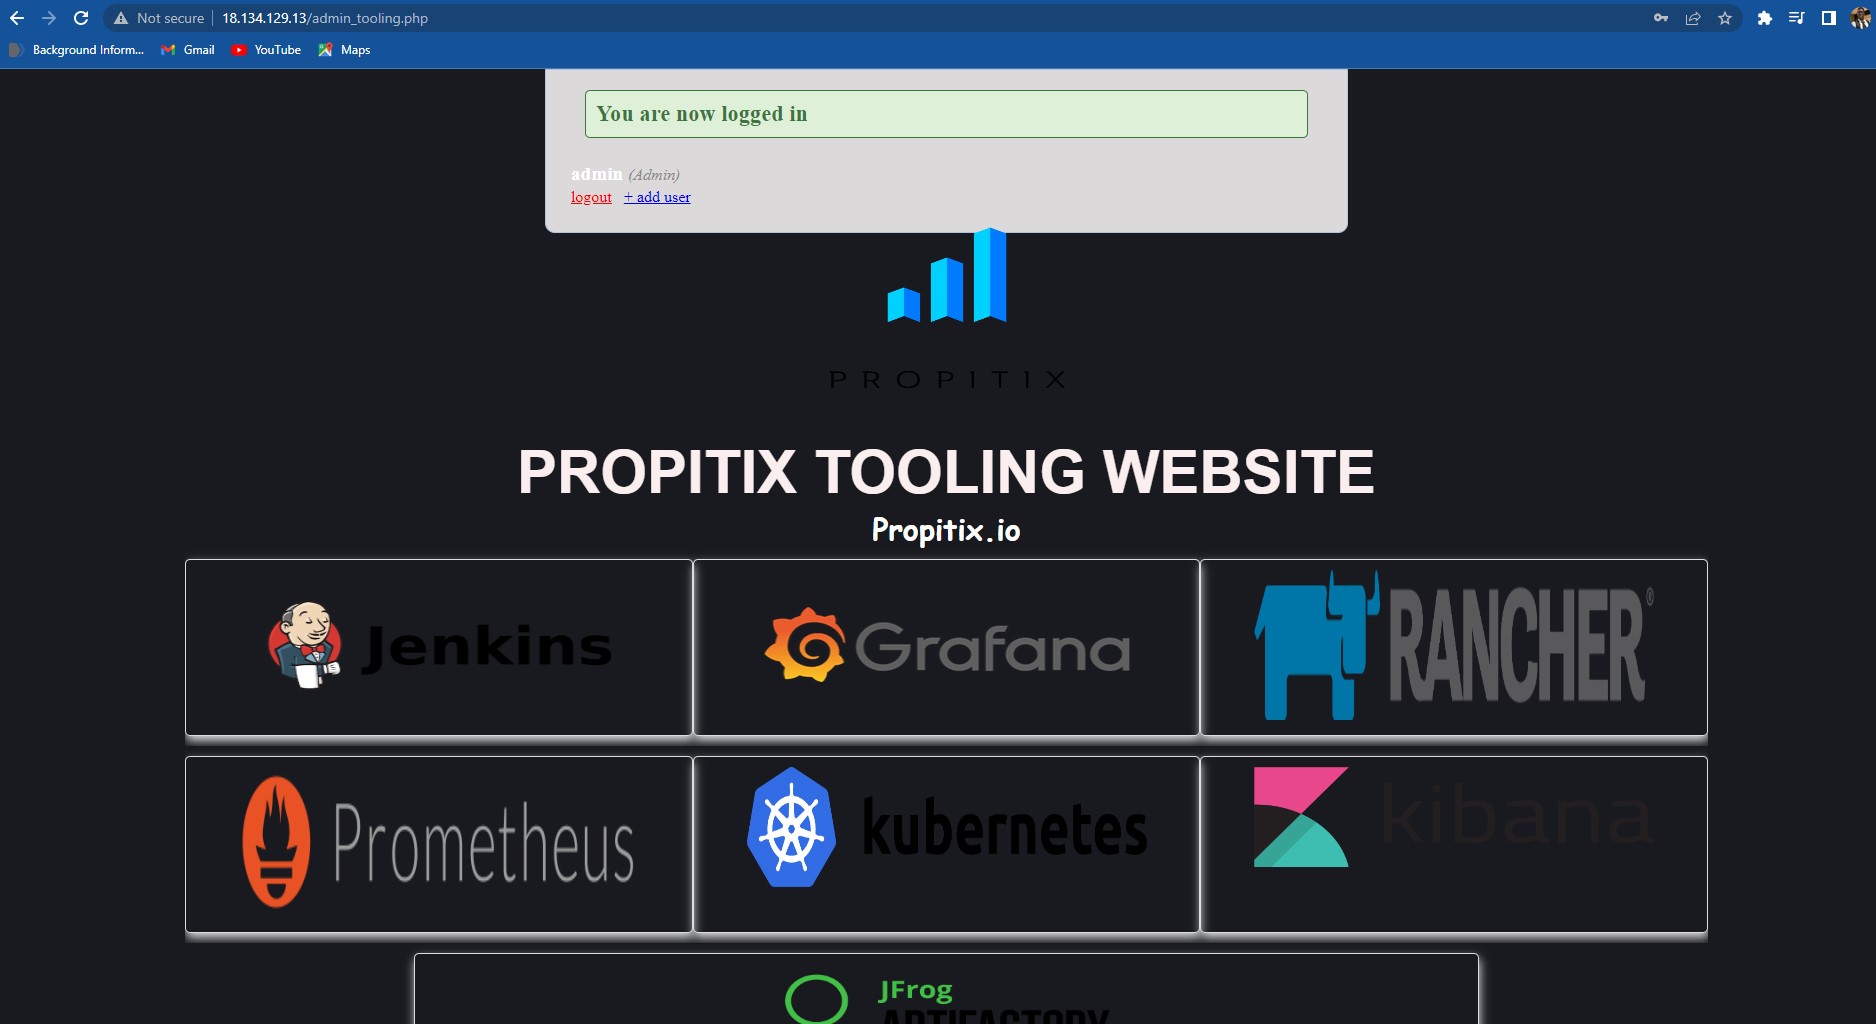 Not secure 18.134.129.13/admin_tooling.php
Background Inform... Gmail YouTube Maps
You are now logged in
admin (Admin)
logout + add user
PROPITIX
PROPITIX TOOLING WEBSITE
Propitix.io
Jenkins Grafana RANCHER
Prometheus kubernetes kibana
JFrog
ARTIFACTORY